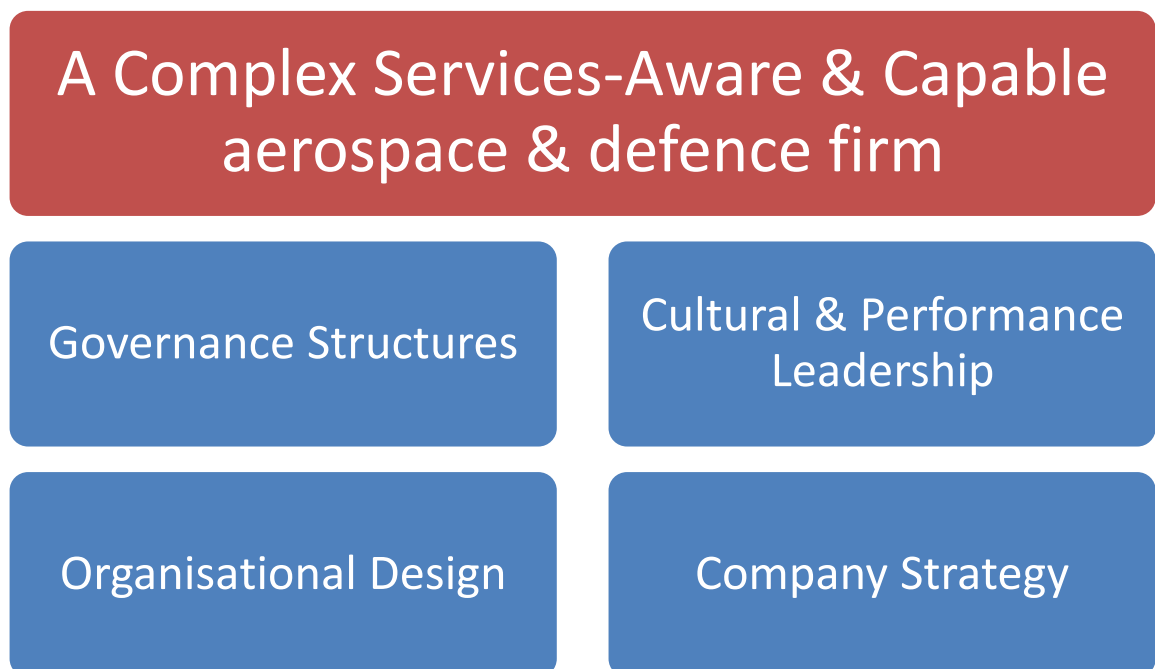 A Complex Services-Aware & Capable
aerospace & defence firm
Governance Structures
Cultural & Performance
Leadership
Organisational Design
Company Strategy